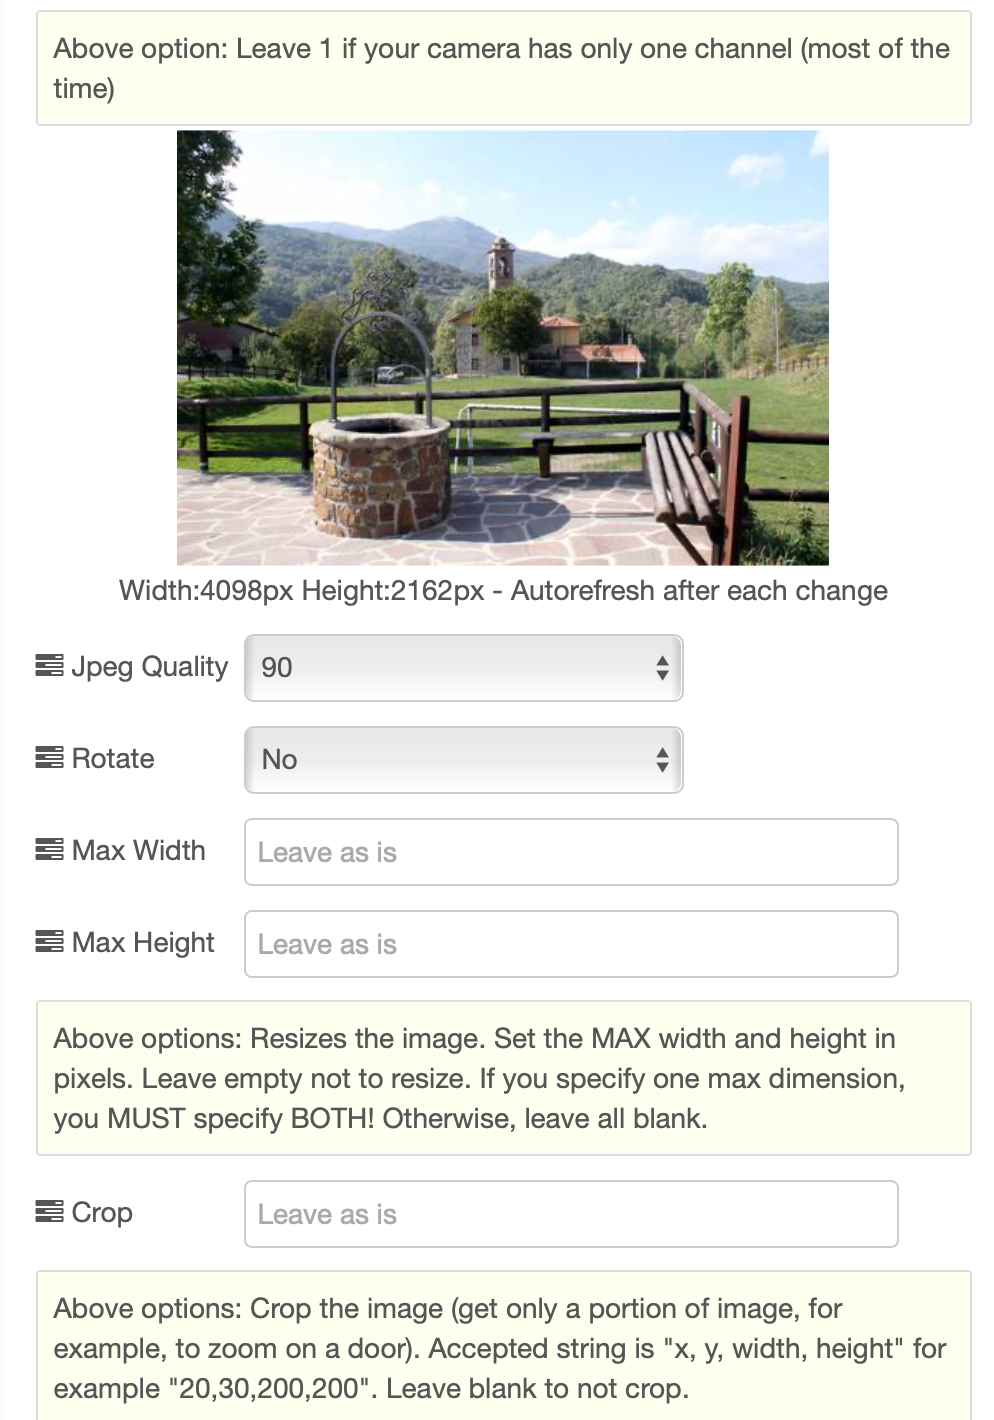 Above option: Leave 1 if your camera has only one channel (most of the
time)
Width:4098px Height:2162px - Autorefresh after each change
Jpeg Quality
90
Rotate
No
Max Width
Leave as is
Max Height
Leave as is
Above options: Resizes the image. Set the MAX width and height in
pixels. Leave empty not to resize. If you specify one max dimension,
you MUST specify BOTH! Otherwise, leave all blank.
Crop
Leave as is
Above options: Crop the image (get only a portion of image, for
example, to zoom on a door). Accepted string is "x, y, width, height" for
example "20,30,200,200". Leave blank to not crop.